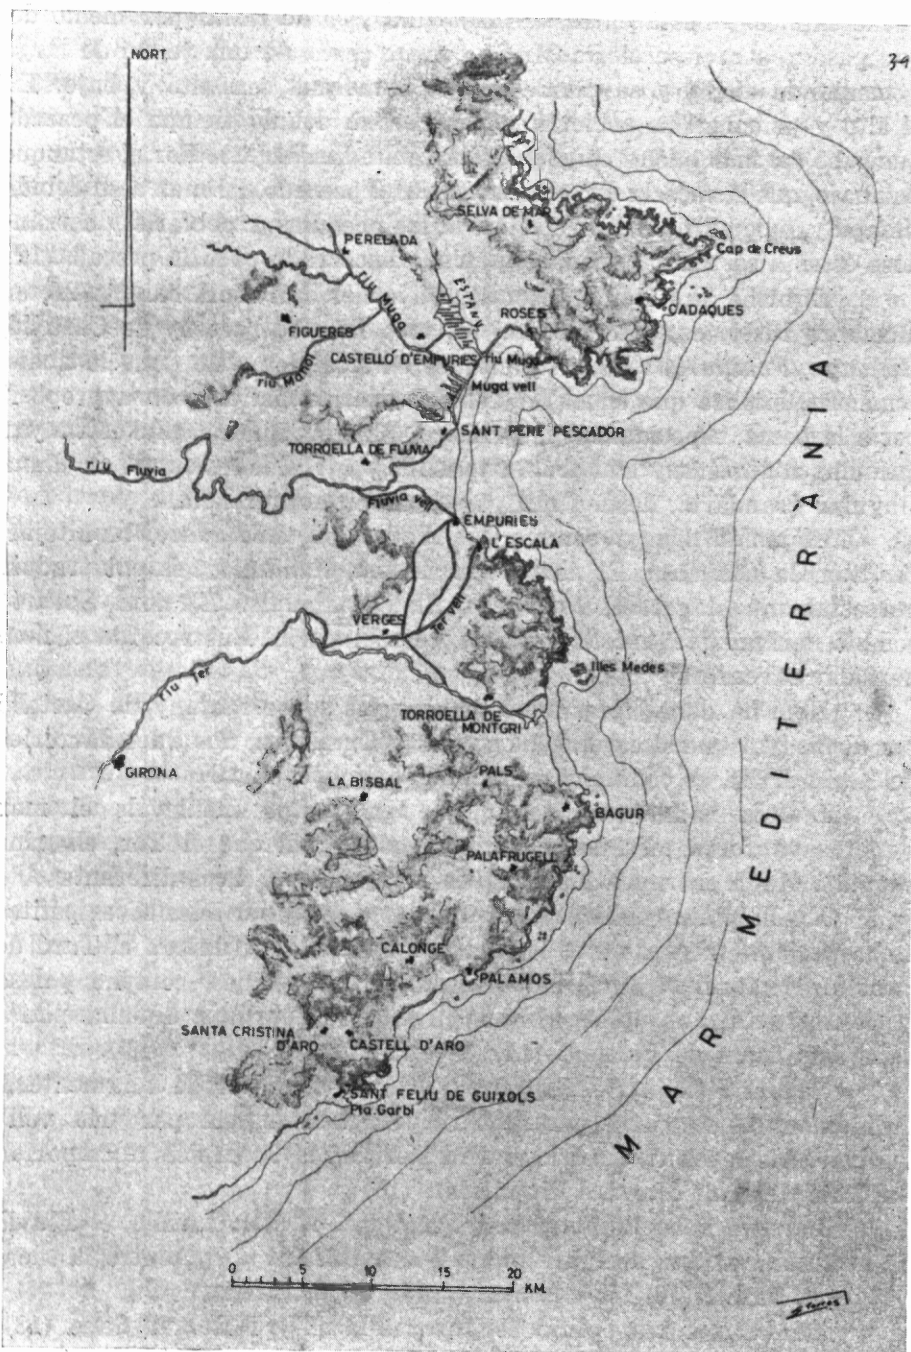 NORT.
34
SELVA DE MAR
PERELADA
Cap de Creus
riu Muga
ESTANY
ROSES
CADAQUES
FIGUERES
CASTELLO D'EMPURIES
riu Muga
riu Manol
Muga vell
SANT PERE PESCADOR
TORROELLA DE FLUVIA
riu Fluvia
Fluvia vell
EMPURIES
L'ESCALA
VERGES
Ter vell
Illes Medes
riu Ter
TORROELLA DE
MONTGRI
GIRONA
LA BISBAL
PALS
BAGUR
PALAFRUGELL
CALONGE
PALAMOS
SANTA CRISTINA
D'ARO
CASTELL D'ARO
SANT FELIU DE GUIXOLS
Pta. Garbi
MAR MEDITERRANIA
0 5 10 15 20
KM.